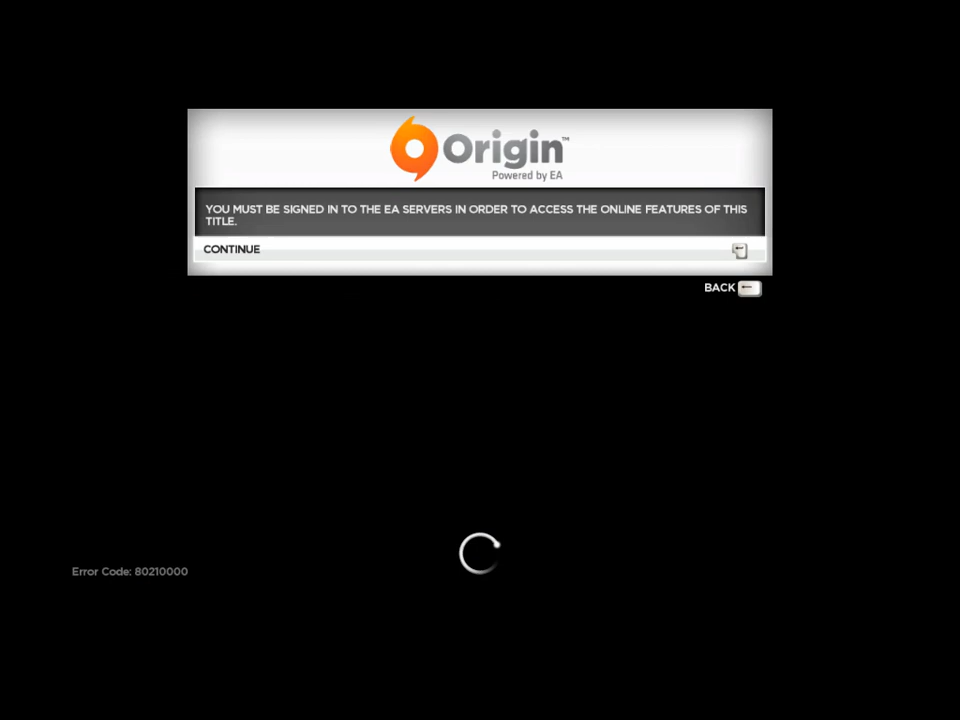 Origin™
Powered by EA
YOU MUST BE SIGNED IN TO THE EA SERVERS IN ORDER TO ACCESS THE ONLINE FEATURES OF THIS
TITLE.
CONTINUE
BACK
Error Code: 80210000